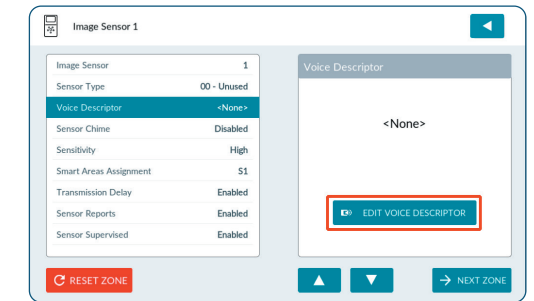 Image Sensor 1
Image Sensor 1
Sensor Type 00 - Unused
Voice Descriptor <None>
Sensor Chime Disabled
Sensitivity High
Smart Areas Assignment S1
Transmission Delay Enabled
Sensor Reports Enabled
Sensor Supervised Enabled
Voice Descriptor
<None>
EDIT VOICE DESCRIPTOR
RESET ZONE
NEXT ZONE